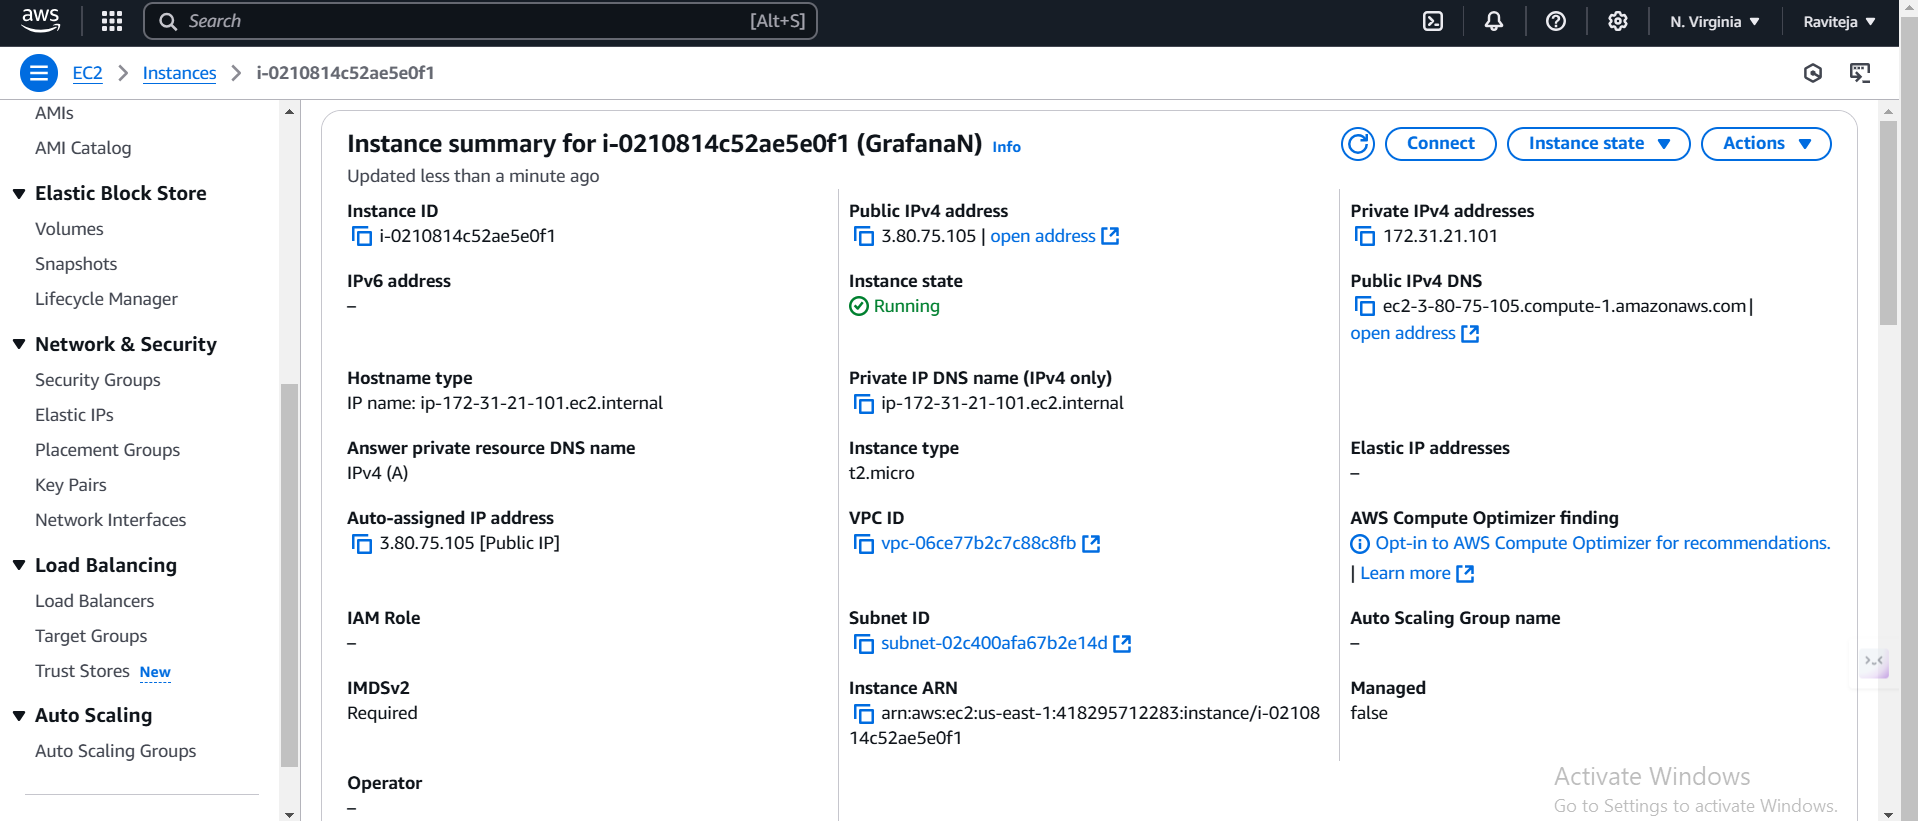 aws
Search [Alt+S]
N. Virginia
Raviteja
EC2
Instances
i-0210814c52ae5e0f1
AMIs
AMI Catalog
Elastic Block Store
Volumes
Snapshots
Lifecycle Manager
Network & Security
Security Groups
Elastic IPs
Placement Groups
Key Pairs
Network Interfaces
Load Balancing
Load Balancers
Target Groups
Trust Stores New
Auto Scaling
Auto Scaling Groups
Instance summary for i-0210814c52ae5e0f1 (GrafanaN) Info
Updated less than a minute ago
Connect
Instance state
Actions
Instance ID
i-0210814c52ae5e0f1
Public IPv4 address
3.80.75.105 | open address
Private IPv4 addresses
172.31.21.101
IPv6 address
–
Instance state
Running
Public IPv4 DNS
ec2-3-80-75-105.compute-1.amazonaws.com |
open address
Hostname type
IP name: ip-172-31-21-101.ec2.internal
Private IP DNS name (IPv4 only)
ip-172-31-21-101.ec2.internal
Answer private resource DNS name
IPv4 (A)
Instance type
t2.micro
Elastic IP addresses
–
Auto-assigned IP address
3.80.75.105 [Public IP]
VPC ID
vpc-06ce77b2c7c88c8fb
AWS Compute Optimizer finding
Opt-in to AWS Compute Optimizer for recommendations.
| Learn more
IAM Role
–
Subnet ID
subnet-02c400afa67b2e14d
Auto Scaling Group name
–
IMDSv2
Required
Instance ARN
arn:aws:ec2:us-east-1:418295712283:instance/i-02108
14c52ae5e0f1
Managed
false
Operator
–
Activate Windows
Go to Settings to activate Windows.